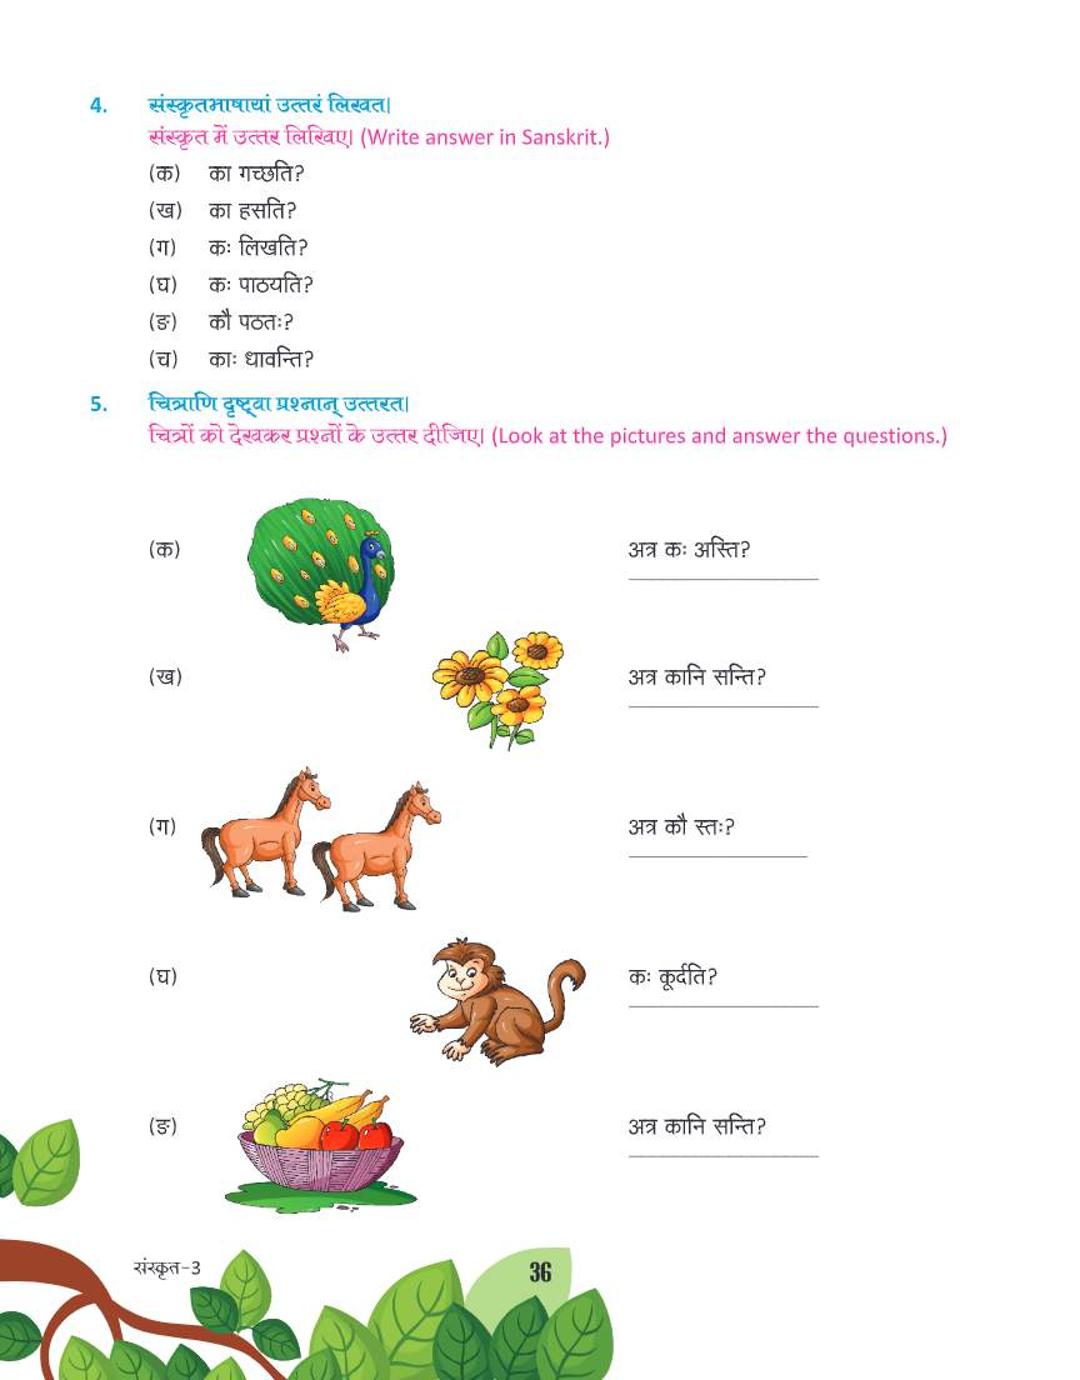 4. संस्कृतभाषायां उत्तरं लिखत।
संस्कृत में उत्तर लिखिए। (Write answer in Sanskrit.)
(क) का गच्छति?
(ख) का हसति?
(ग) कः लिखति?
(घ) कः पाठयति?
(ङ) कौ पठतः?
(च) काः धावन्ति?
5. चित्राणि दृष्ट्वा प्रश्नान् उत्तरत।
चित्रों को देखकर प्रश्नों के उत्तर दीजिए। (Look at the pictures and answer the questions.)
(क) अत्र कः अस्ति?
(ख) अत्र कानि सन्ति?
(ग) अत्र कौ स्तः?
(घ) कः कूर्दति?
(ङ) अत्र कानि सन्ति?
संस्कृत-3 36